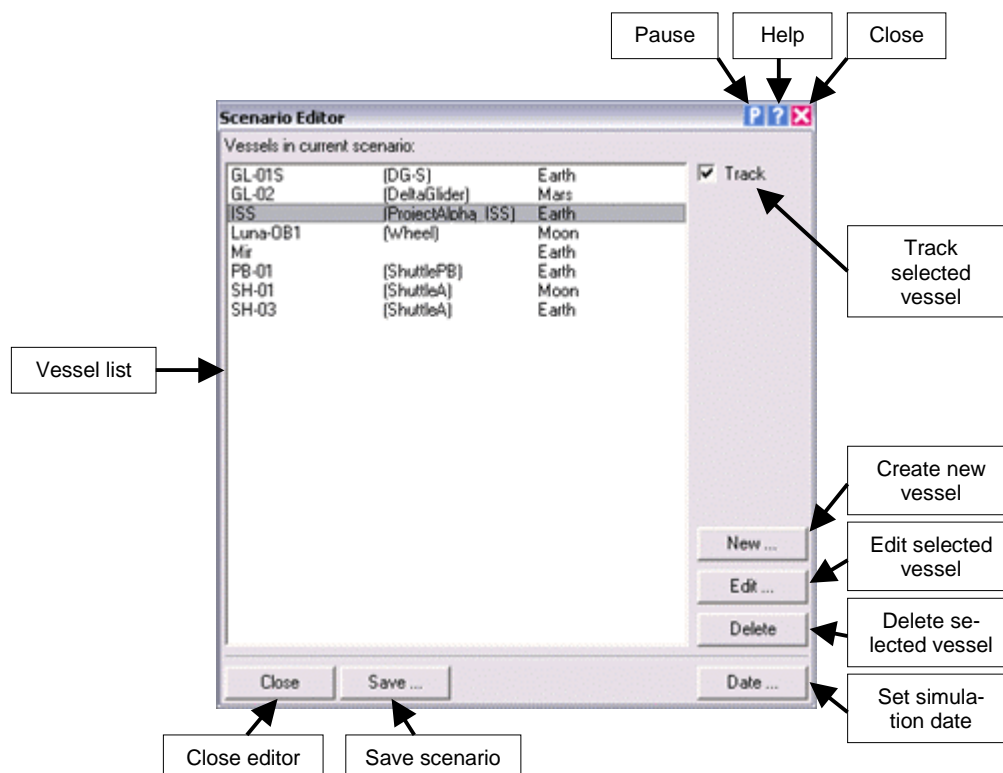 Pause Help Close
Scenario Editor P ?
Vessels in current scenario:
GL-01S (DG-S) Earth
GL-02 (DeltaGlider) Mars
ISS (ProjectAlpha_ISS) Earth
Luna-OB1 (Wheel) Moon
Mir Earth
PB-01 (ShuttlePB) Earth
SH-01 (ShuttleA) Moon
SH-03 (ShuttleA) Earth
Track
Track
selected
vessel
Vessel list
Create new
vessel
New ...
Edit selected
vessel
Edit ...
Delete se-
lected vessel
Delete
Close Save ... Date ...
Set simula-
tion date
Close editor Save scenario